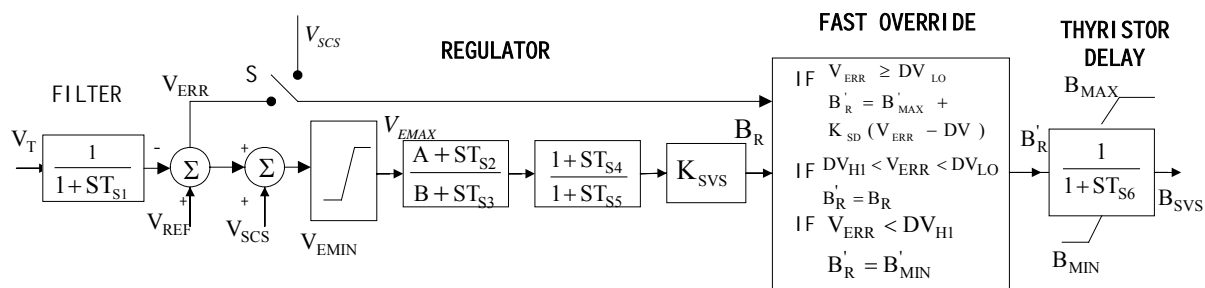 FAST OVERRIDE
THYRISTOR
DELAY
REGULATOR
FILTER
V_SCS
S
V_ERR
V_T
1
1 + ST_S1
-
Σ
+
V_REF
+
Σ
+
V_SCS
V_EMAX
V_EMIN
A + ST_S2
B + ST_S3
1 + ST_S4
1 + ST_S5
K_SVS
B_R
IF V_ERR ≥ DV_LO
B'_R = B'_MAX +
K_SD (V_ERR − DV)
IF DV_HI < V_ERR < DV_LO
B'_R = B_R
IF V_ERR < DV_HI
B'_R = B'_MIN
B'_R
B_MAX
1
1 + ST_S6
B_MIN
B_SVS